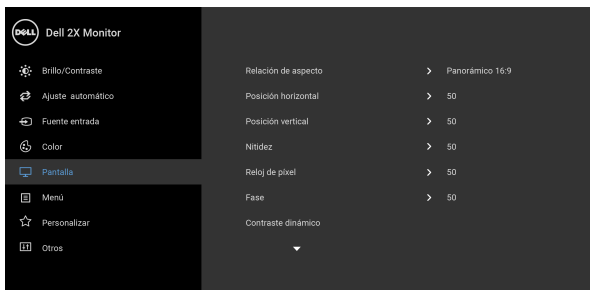 DELL Dell 2X Monitor
Brillo/Contraste
Ajuste automático
Fuente entrada
Color
Pantalla
Menú
Personalizar
Otros
Relación de aspecto Panorámico 16:9
Posición horizontal 50
Posición vertical 50
Nitidez 50
Reloj de píxel 50
Fase 50
Contraste dinámico